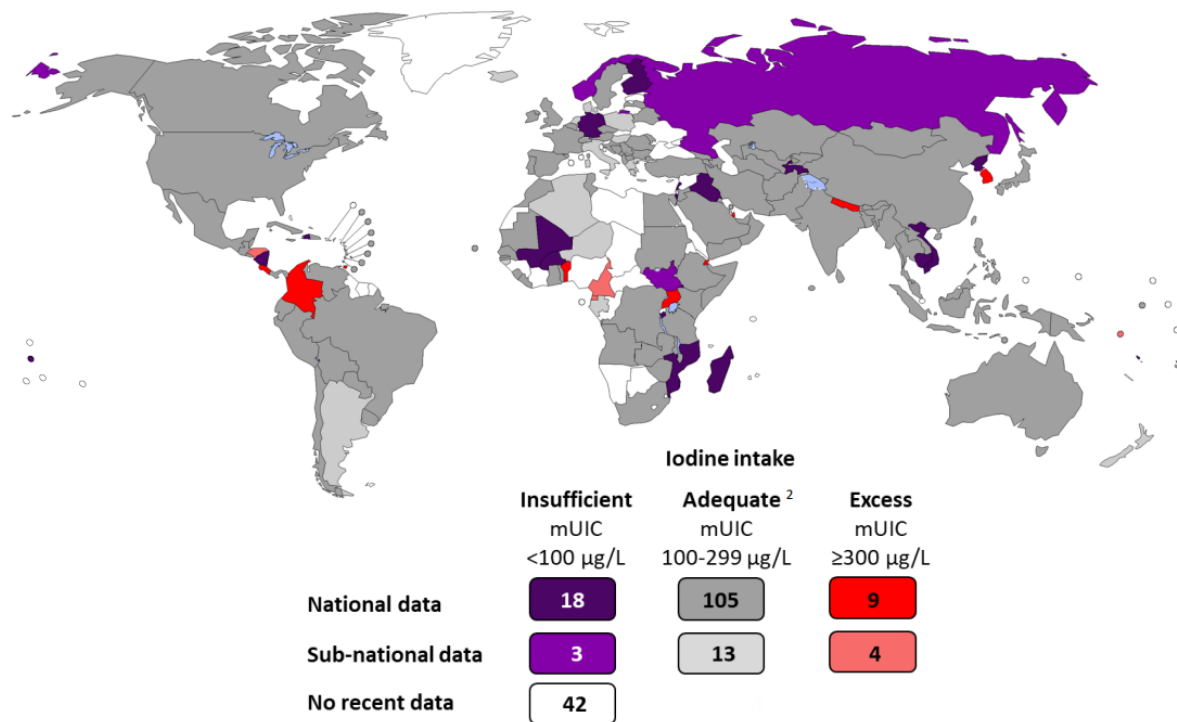 Iodine intake
Insufficient Adequate ² Excess
mUIC mUIC mUIC
<100 µg/L 100-299 µg/L ≥300 µg/L
National data 18 105 9
Sub-national data 3 13 4
No recent data 42